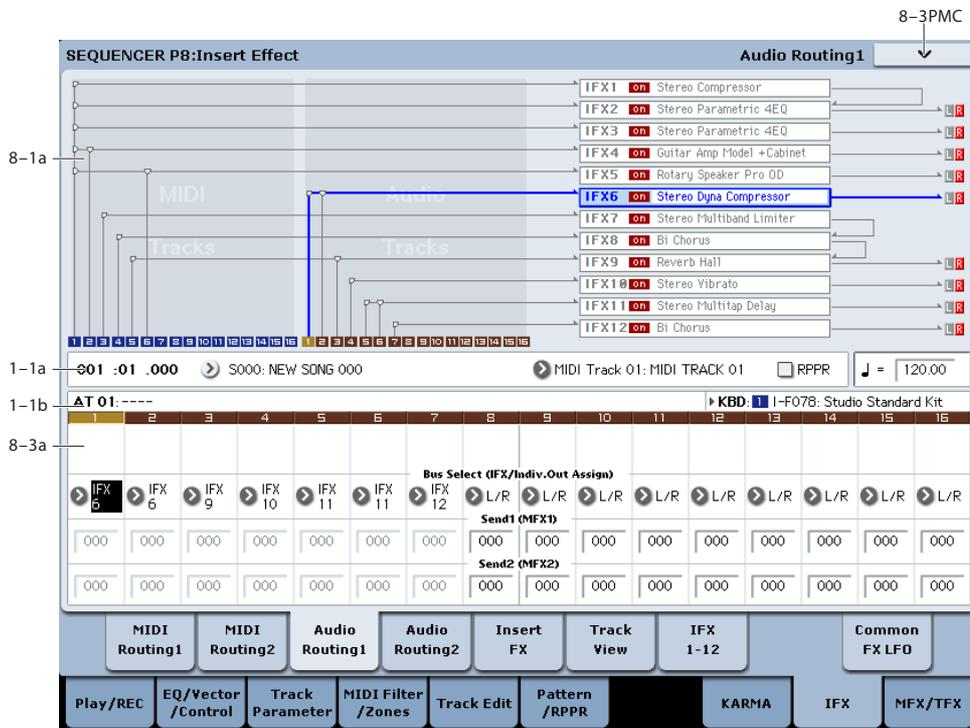 8–3PMC
SEQUENCER P8:Insert Effect
Audio Routing1
8–1a
MIDI Tracks
Audio Tracks
IFX1 on Stereo Compressor
IFX2 on Stereo Parametric 4EQ L R
IFX3 on Stereo Parametric 4EQ L R
IFX4 on Guitar Amp Model +Cabinet L R
IFX5 on Rotary Speaker Pro OD L R
IFX6 on Stereo Dyna Compressor L R
IFX7 on Stereo Multiband Limiter
IFX8 on Bi Chorus
IFX9 on Reverb Hall L R
IFX10 on Stereo Vibrato L R
IFX11 on Stereo Multitap Delay L R
IFX12 on Bi Chorus L R
1 2 3 4 5 6 7 8 9 10 11 12 13 14 15 16 1 2 3 4 5 6 7 8 9 10 11 12 13 14 15 16
1–1a
001 :01 .000 S000: NEW SONG 000 MIDI Track 01: MIDI TRACK 01 RPPR ♩ = 120.00
1–1b
AT 01: ---- KBD: 1 I-F078: Studio Standard Kit
1 2 3 4 5 6 7 8 9 10 11 12 13 14 15 16
8–3a
Bus Select (IFX/Indiv.Out Assign)
IFX 6 IFX 6 IFX 9 IFX 10 IFX 11 IFX 11 IFX 12 L/R L/R L/R L/R L/R L/R L/R L/R L/R
Send1 (MFX1)
000 000 000 000 000 000 000 000 000 000 000 000 000 000 000 000
Send2 (MFX2)
000 000 000 000 000 000 000 000 000 000 000 000 000 000 000 000
MIDI Routing1 MIDI Routing2 Audio Routing1 Audio Routing2 Insert FX Track View IFX 1-12 Common FX LFO
Play/REC EQ/Vector /Control Track Parameter MIDI Filter /Zones Track Edit Pattern /RPPR KARMA IFX MFX/TFX